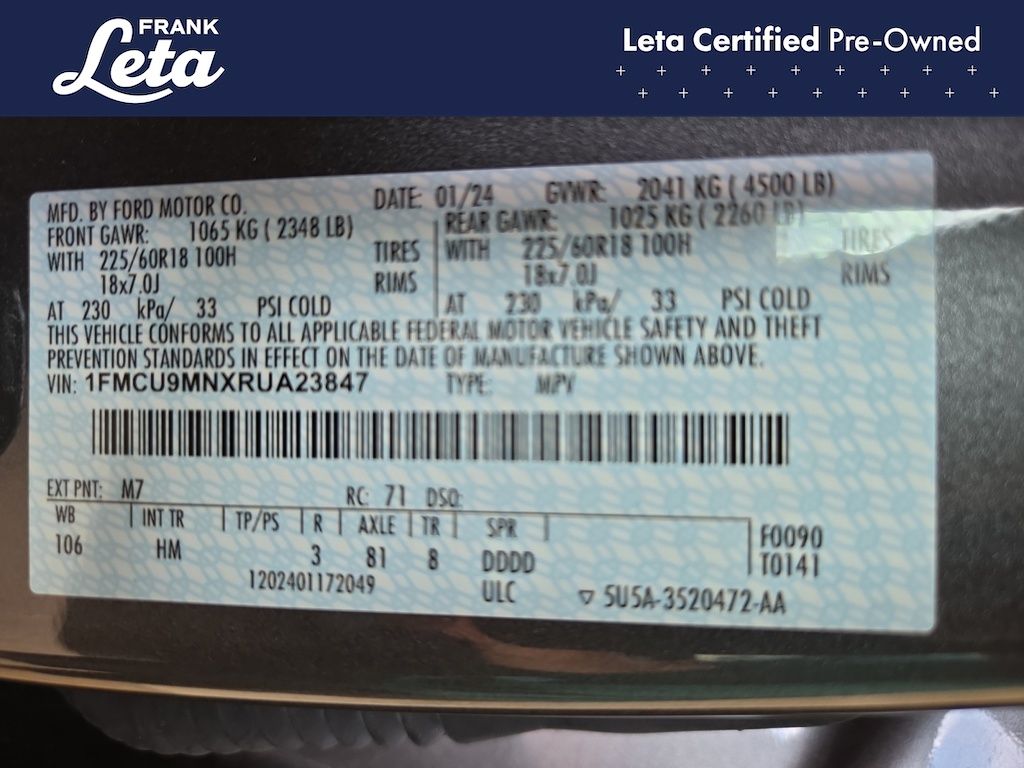 FRANK
Leta
Leta Certified Pre-Owned
MFD. BY FORD MOTOR CO. DATE: 01/24 GVWR: 2041 KG ( 4500 LB)
FRONT GAWR: 1065 KG ( 2348 LB) REAR GAWR: 1025 KG ( 2260 LB)
WITH 225/60R18 100H TIRES WITH 225/60R18 100H TIRES
18x7.0J RIMS 18x7.0J RIMS
AT 230 kPa/ 33 PSI COLD AT 230 kPa/ 33 PSI COLD
THIS VEHICLE CONFORMS TO ALL APPLICABLE FEDERAL MOTOR VEHICLE SAFETY AND THEFT
PREVENTION STANDARDS IN EFFECT ON THE DATE OF MANUFACTURE SHOWN ABOVE.
VIN: 1FMCU9MNXRUA23847 TYPE: MPV
EXT PNT: M7 RC: 71 DSO:
WB INT TR TP/PS R AXLE TR SPR
106 HM 3 81 8 DDDD
F0090
T0141
1202401172049 ULC ▽ 5U5A-3520472-AA